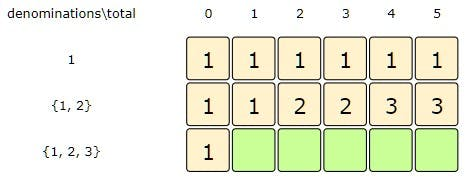 denominations\total 0 1 2 3 4 5
1 1 1 1 1 1 1
{1, 2} 1 1 2 2 3 3
{1, 2, 3} 1